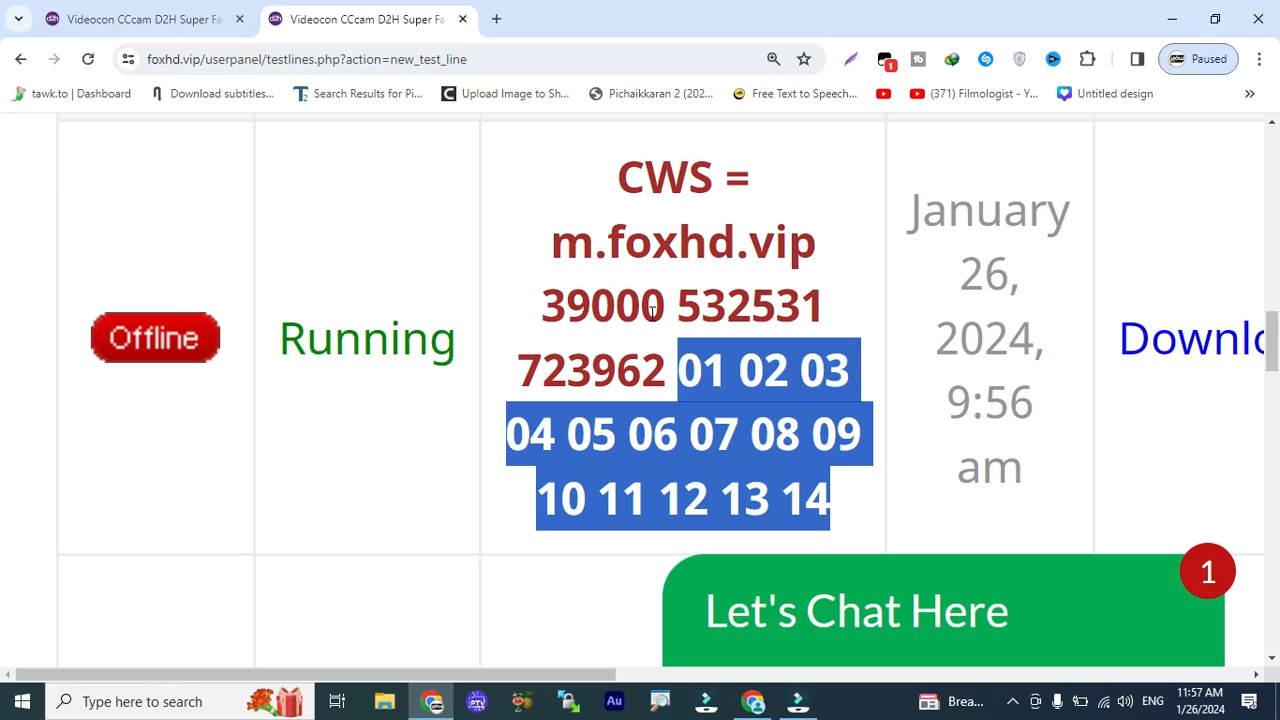 Videocon CCcam D2H Super Fa
Videocon CCcam D2H Super Fa
foxhd.vip/userpanel/testlines.php?action=new_test_line
Paused
tawk.to | Dashboard
Download subtitles...
Search Results for Pi...
Upload Image to Sh...
Pichaikkaran 2 (202...
Free Text to Speech...
(371) Filmologist - Y...
Untitled design
Offline
Running
CWS =
m.foxhd.vip
39000 532531
723962 01 02 03
04 05 06 07 08 09
10 11 12 13 14
January
26,
2024,
9:56
am
Downlo
Let's Chat Here
1
Type here to search
Brea...
ENG
11:57 AM
1/26/2024